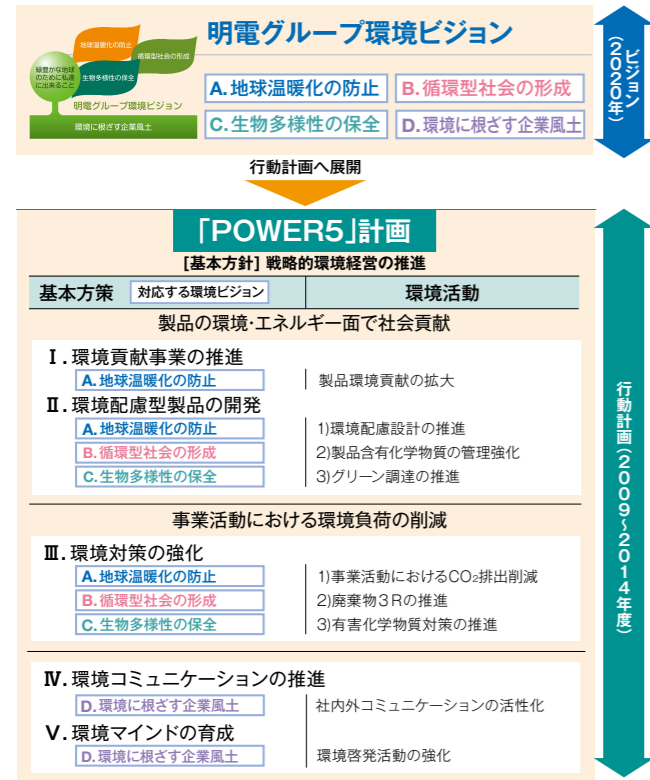 地球温暖化の防止
循環型社会の形成
緑豊かな地球
のために私達
に出来ること
生物多様性の保全
明電グループ環境ビジョン
環境に根ざす企業風土
明電グループ環境ビジョン
A.地球温暖化の防止
B.循環型社会の形成
C.生物多様性の保全
D.環境に根ざす企業風土
ビジョン
(2020年)
行動計画へ展開
「POWER5」計画
[基本方針] 戦略的環境経営の推進
基本方策 対応する環境ビジョン 環境活動
製品の環境・エネルギー面で社会貢献
Ⅰ.環境貢献事業の推進
A.地球温暖化の防止 製品環境貢献の拡大
Ⅱ.環境配慮型製品の開発
A.地球温暖化の防止 1)環境配慮設計の推進
B.循環型社会の形成 2)製品含有化学物質の管理強化
C.生物多様性の保全 3)グリーン調達の推進
事業活動における環境負荷の削減
Ⅲ.環境対策の強化
A.地球温暖化の防止 1)事業活動におけるCO₂排出削減
B.循環型社会の形成 2)廃棄物3Rの推進
C.生物多様性の保全 3)有害化学物質対策の推進
Ⅳ.環境コミュニケーションの推進
D.環境に根ざす企業風土 社内外コミュニケーションの活性化
Ⅴ.環境マインドの育成
D.環境に根ざす企業風土 環境啓発活動の強化
行動計画(2009〜2014年度)